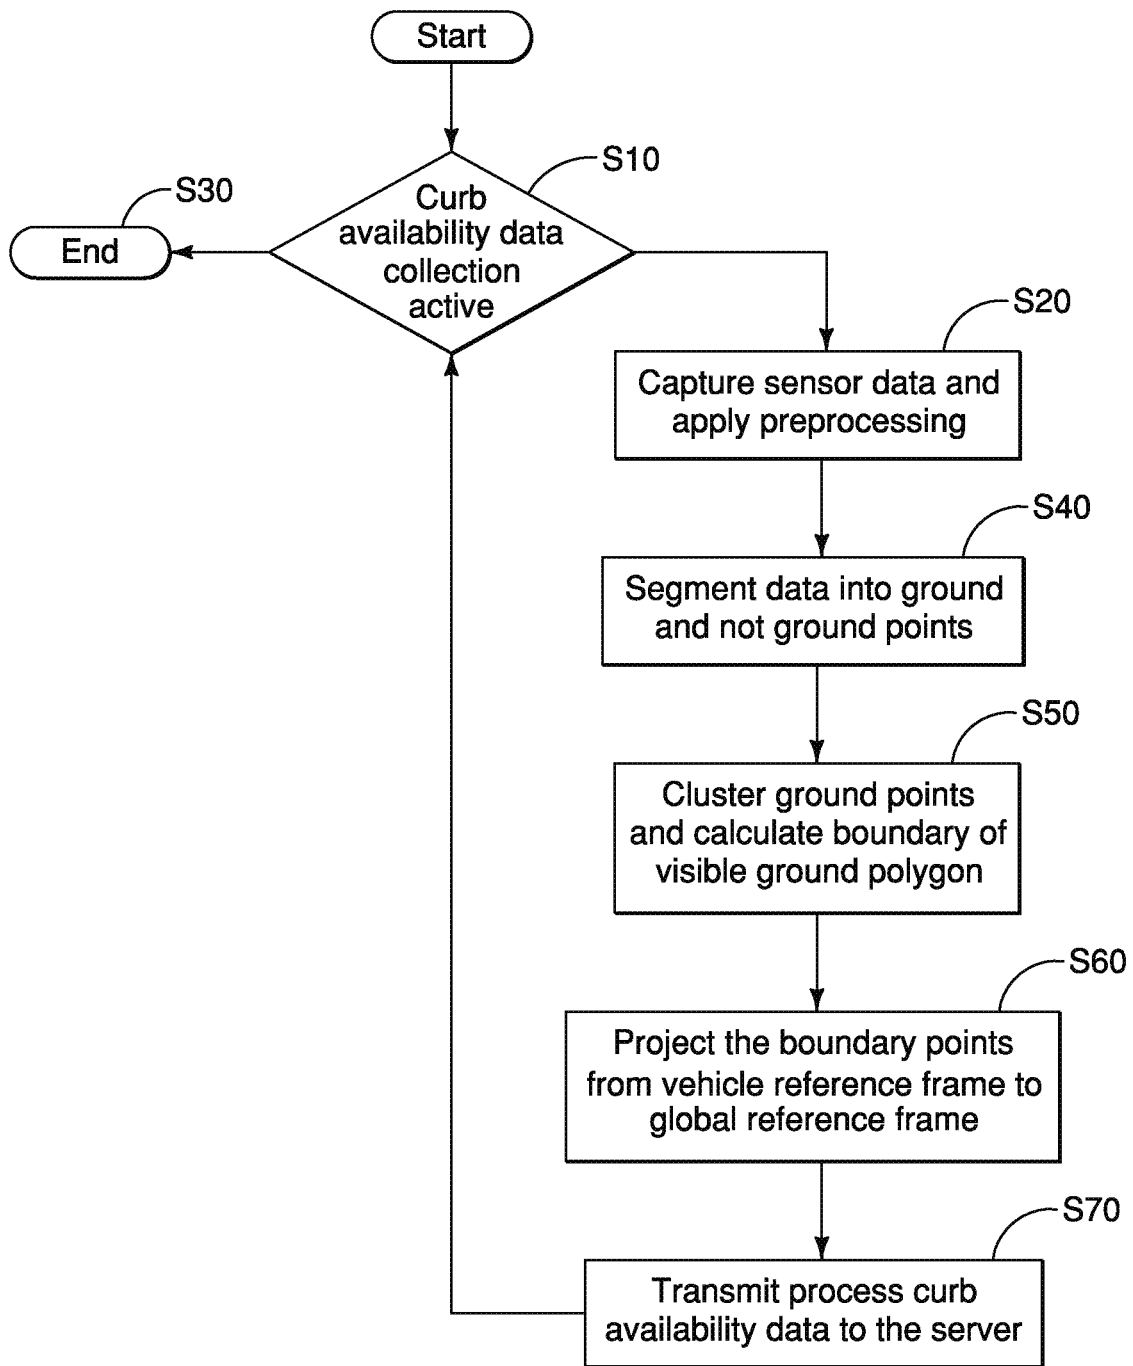 Start
S10
Curb
availability data
collection
active
S30
End
S20
Capture sensor data and
apply preprocessing
S40
Segment data into ground
and not ground points
S50
Cluster ground points
and calculate boundary of
visible ground polygon
S60
Project the boundary points
from vehicle reference frame to
global reference frame
S70
Transmit process curb
availability data to the server